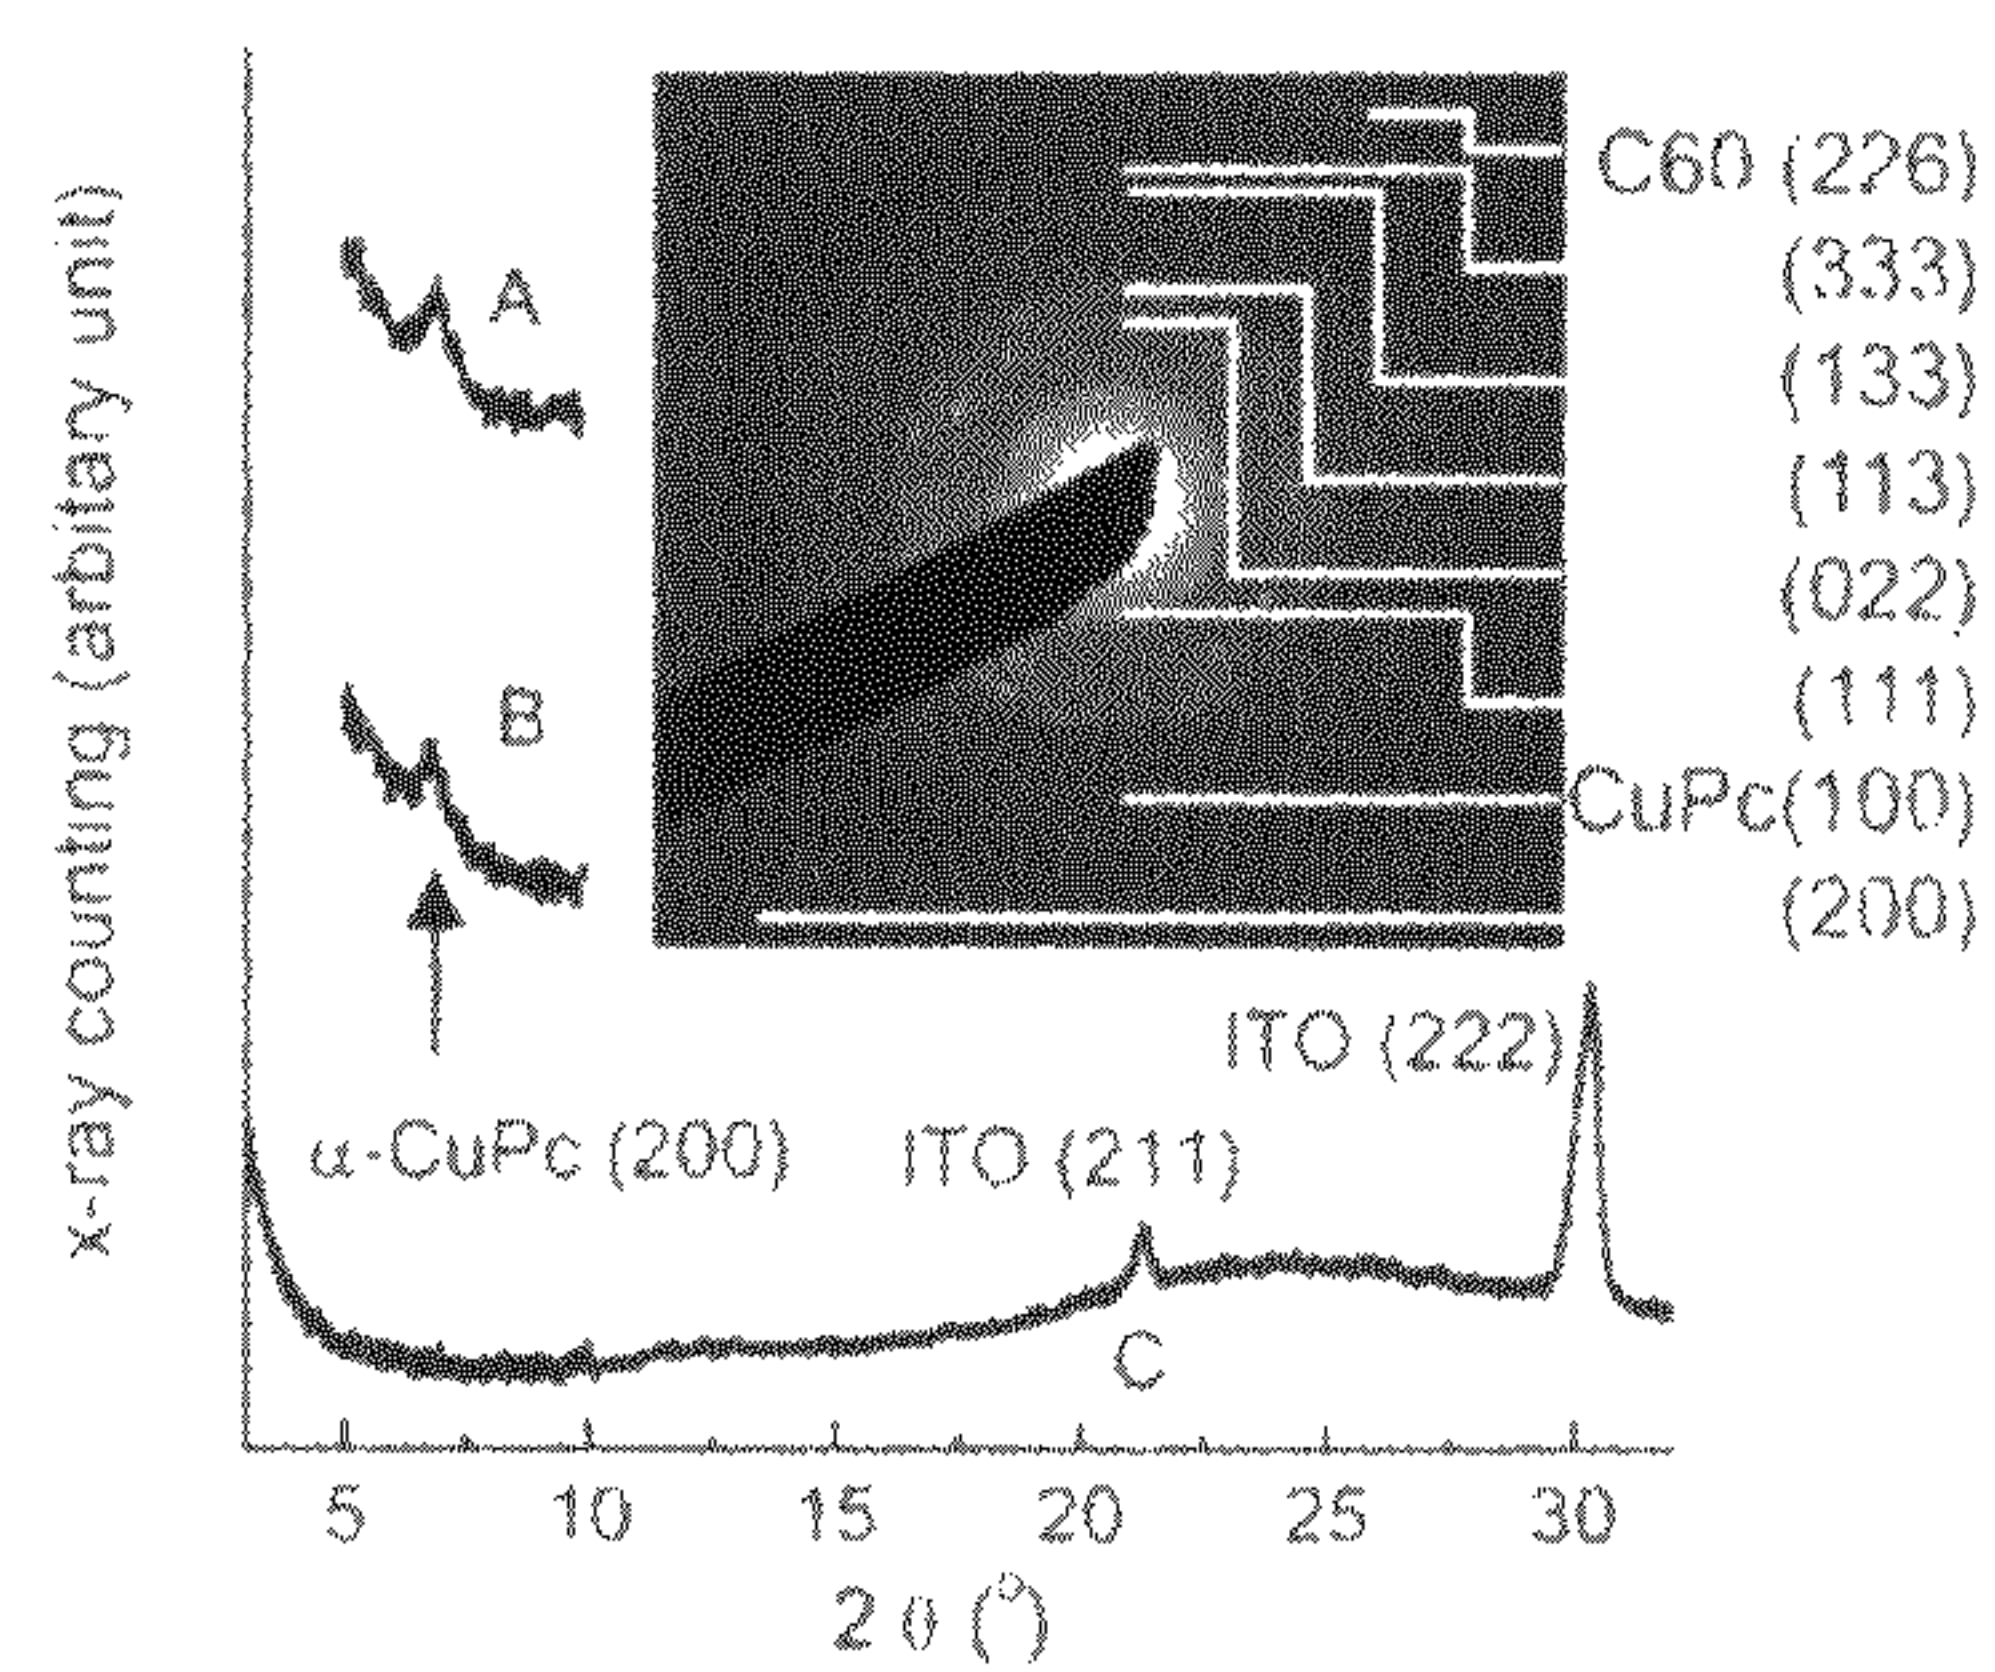 x-ray counting (arbitary unit)
A
B
C60 (226)
(333)
(133)
(113)
(022)
(111)
CuPc(100)
(200)
ITO (222)
α-CuPc (200)
ITO (211)
C
5 10 15 20 25 30
2 θ (°)